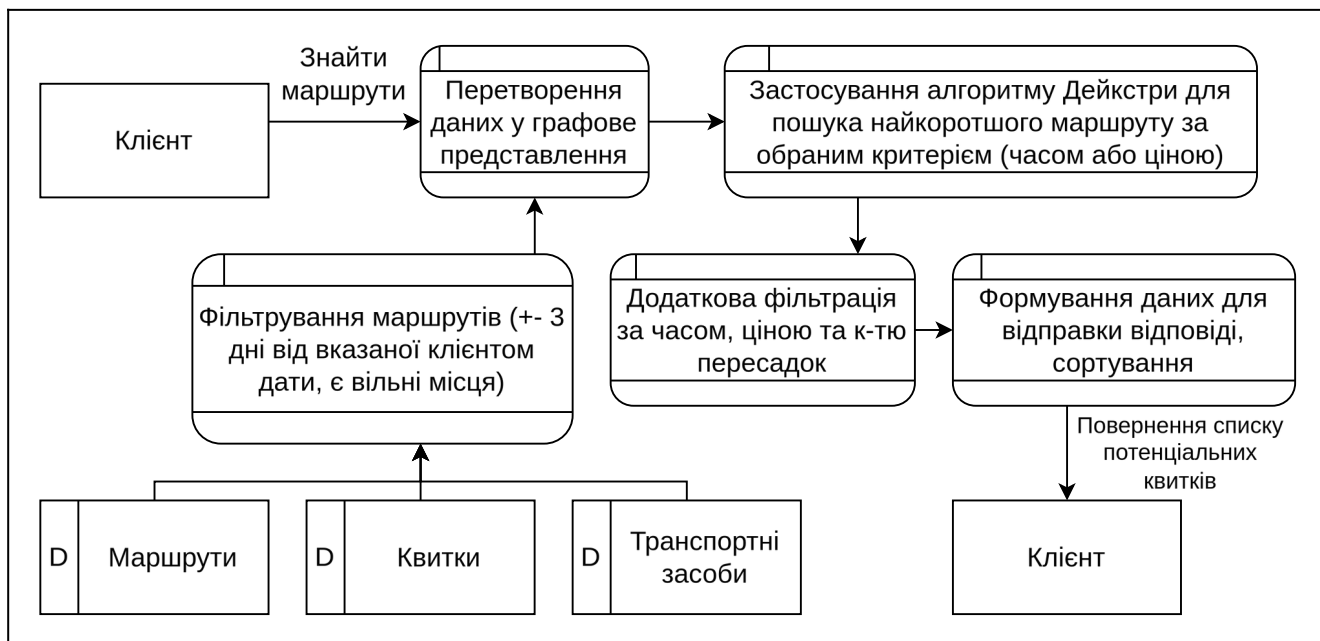 Знайти
маршрути
Клієнт
Перетворення
даних у графове
представлення
Застосування алгоритму Дейкстри для
пошука найкоротшого маршруту за
обраним критерієм (часом або ціною)
Фільтрування маршрутів (+- 3
дні від вказаної клієнтом
дати, є вільні місця)
Додаткова фільтрація
за часом, ціною та к-тю
пересадок
Формування даних для
відправки відповіді,
сортування
Повернення списку
потенціальних
квитків
D
Маршрути
D
Квитки
D
Транспортні
засоби
Клієнт